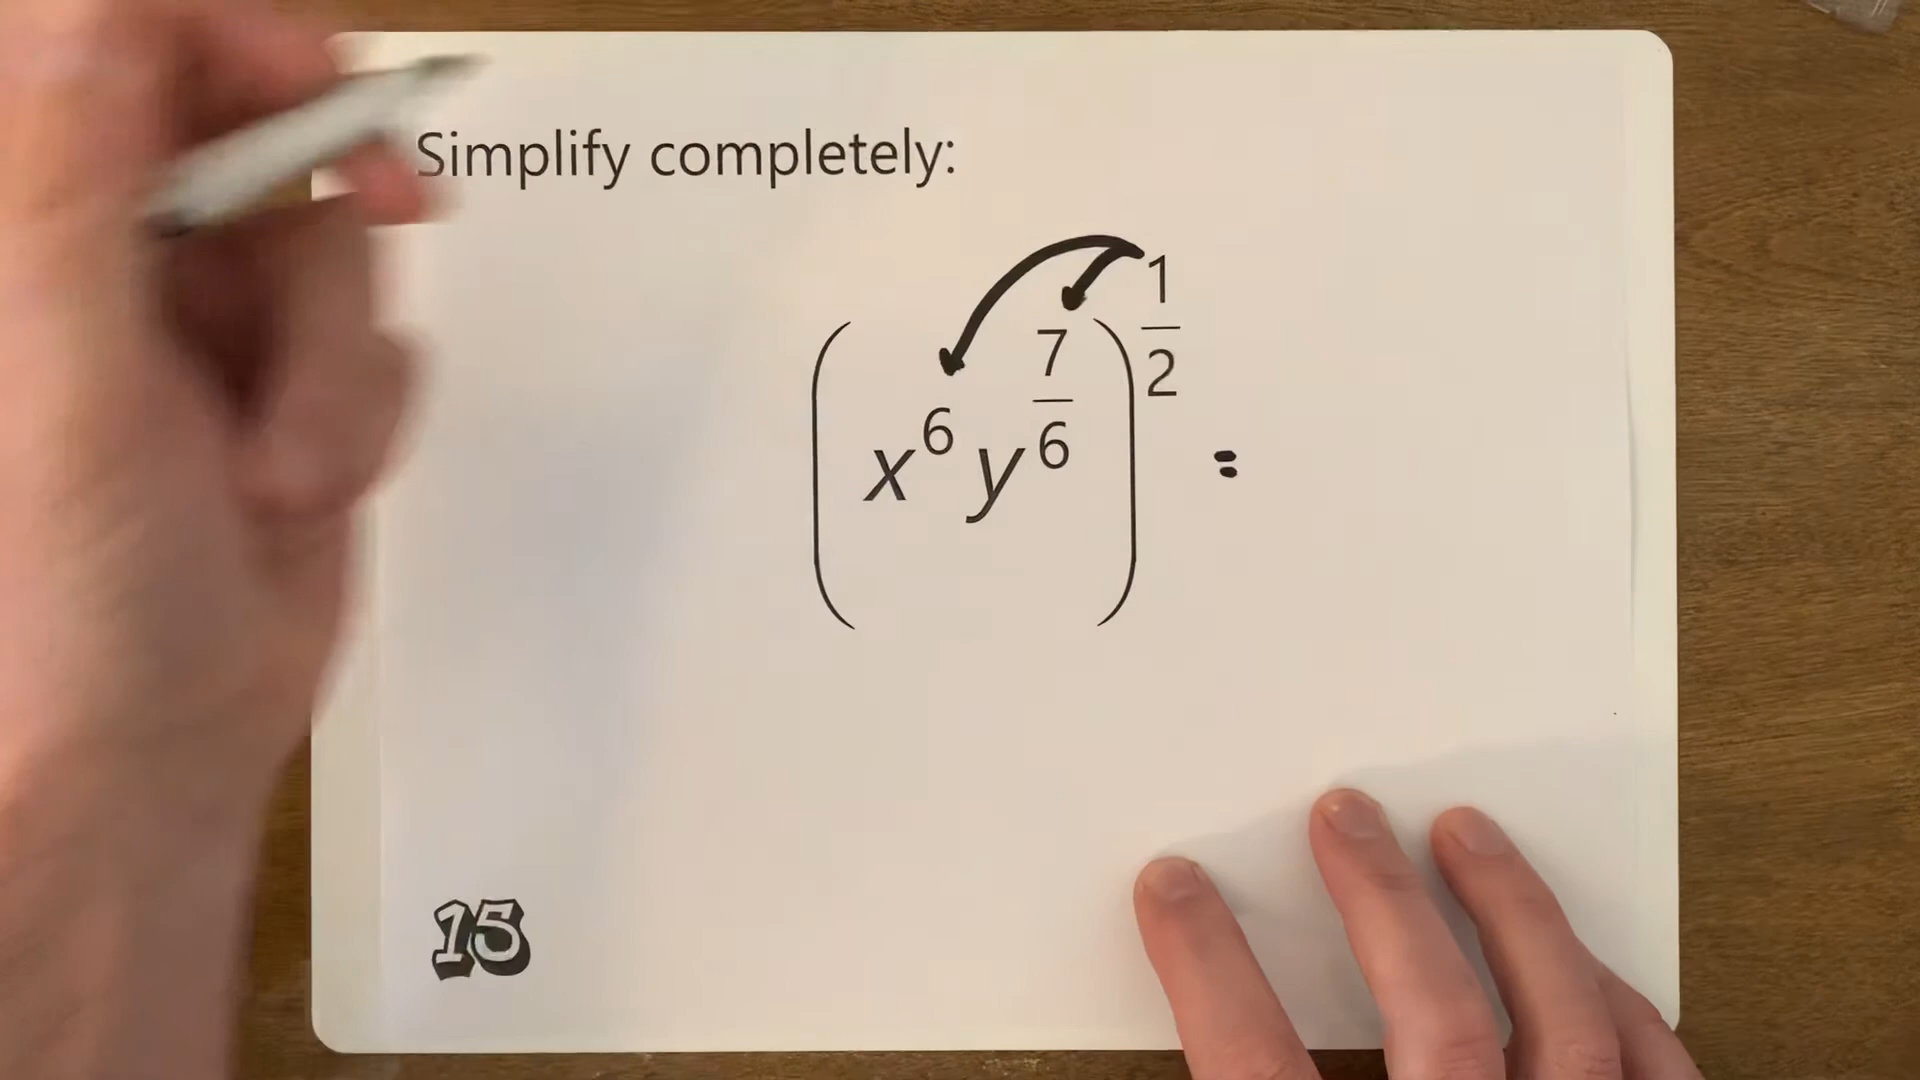 Simplify completely:
(x^6 y^(7/6))^(1/2) =
15